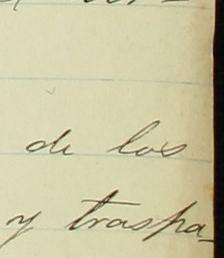 de los
y traspa-